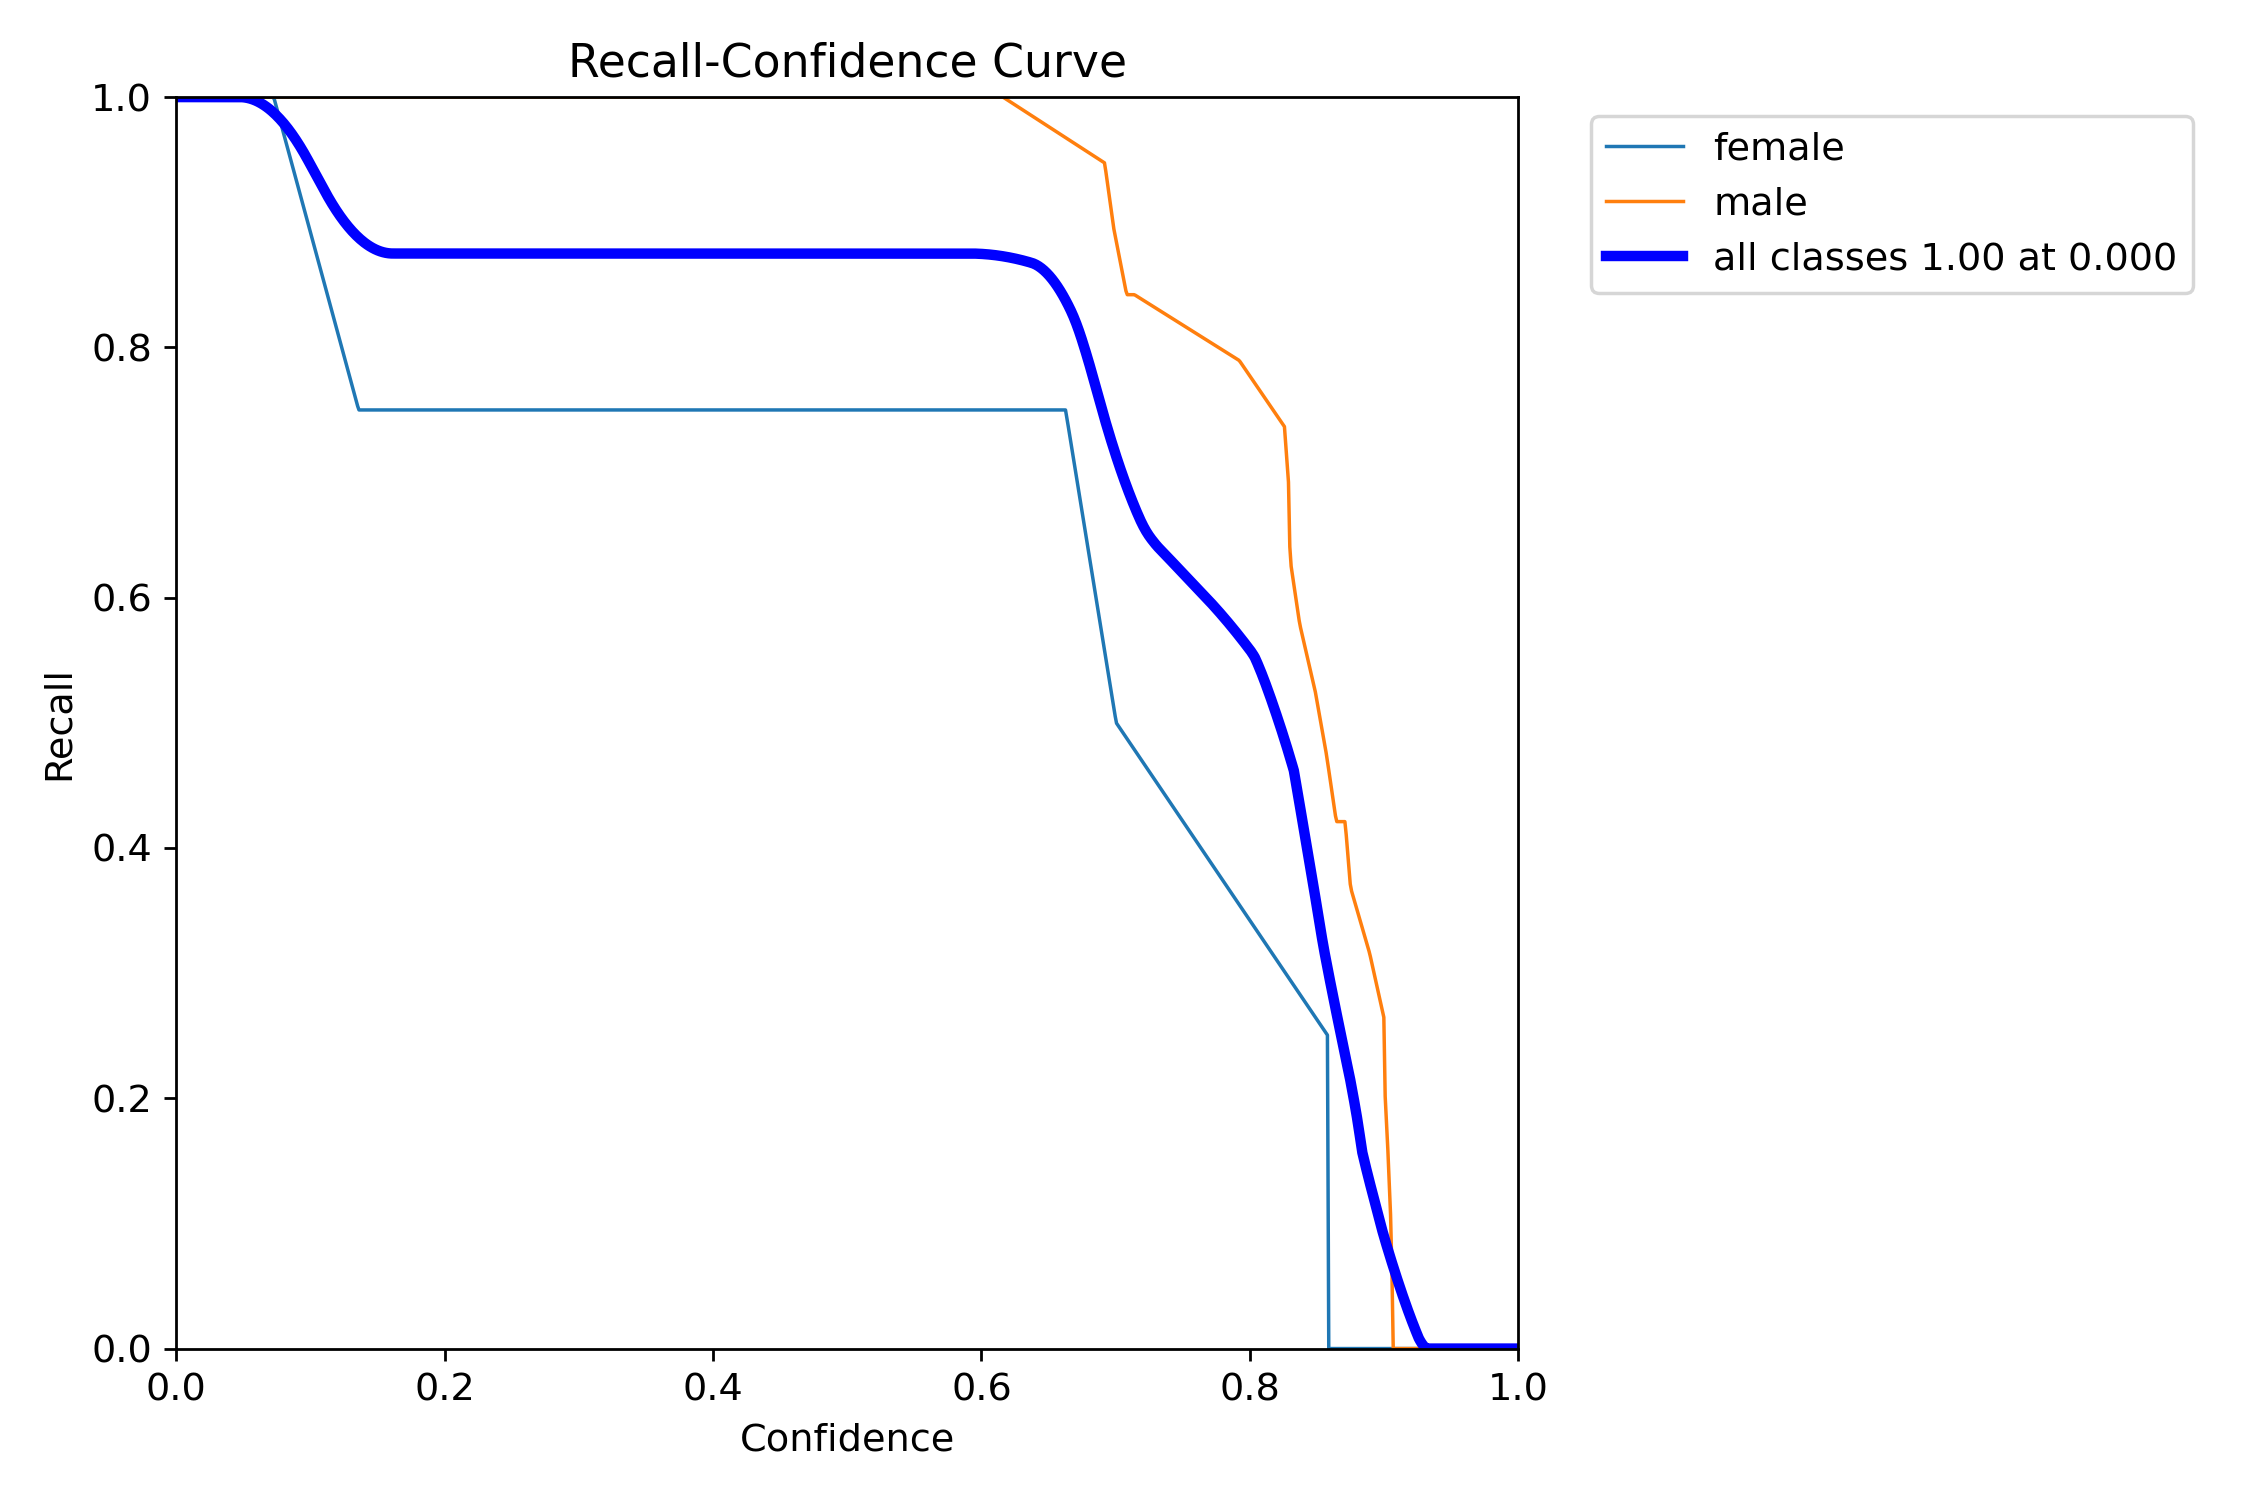 Recall-Confidence Curve
1.0
0.8
0.6
0.4
0.2
0.0
Recall
0.0 0.2 0.4 0.6 0.8 1.0
Confidence
female
male
all classes 1.00 at 0.000